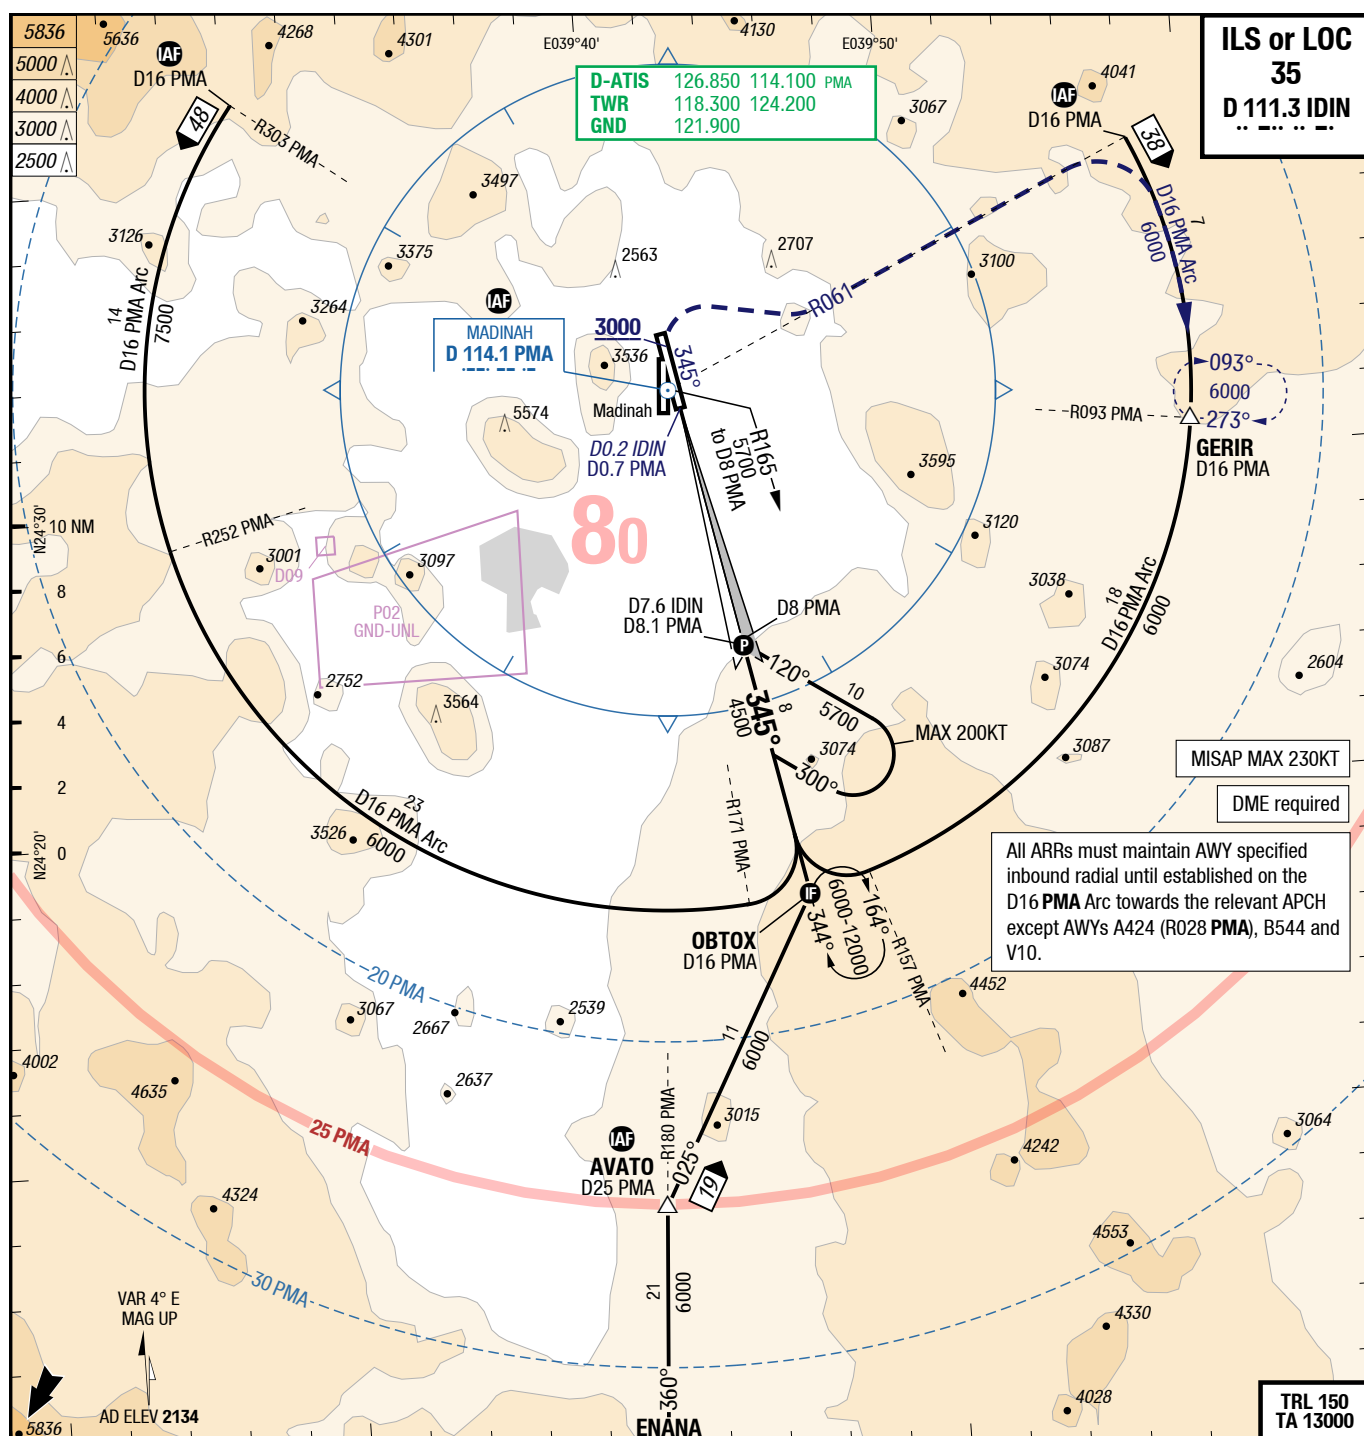 5836
5000
4000
3000
2500
5636
IAF
D16 PMA
4268
4301
E039°40'
4130
E039°50'
ILS or LOC
35
D 111.3 IDIN
D-ATIS 126.850 114.100 PMA
TWR 118.300 124.200
GND 121.900
3067
IAF
D16 PMA
4041
48
R303 PMA
38
3497
3126
3375
2563
2707
3100
D16 PMA Arc
7
6000
14
D16 PMA Arc
7500
3264
IAF
MADINAH
D 114.1 PMA
3000
345°
R061
3536
Madinah
5574
D0.2 IDIN
D0.7 PMA
R165
5700
to D8 PMA
093°
6000
273°
R093 PMA
GERIR
D16 PMA
3595
80
N24°30'
10 NM
8
6
4
2
0
N24°20'
R252 PMA
3001
D09
3097
P02
GND-UNL
2752
3564
3120
3038
18
D16 PMA Arc
6000
3074
2604
D7.6 IDIN
D8.1 PMA
D8 PMA
P
120°
10
5700
345°
8
4500
MAX 200KT
3074
300°
3087
MISAP MAX 230KT
DME required
R171 PMA
23
D16 PMA Arc
6000
3526
All ARRs must maintain AWY specified
inbound radial until established on the
D16 PMA Arc towards the relevant APCH
except AWYs A424 (R028 PMA), B544 and
V10.
IF
OBTOX
D16 PMA
344°
6000-12000
164°
R157 PMA
20 PMA
3067
2667
2539
4452
11
6000
4002
4635
2637
25 PMA
R180 PMA
3015
IAF
AVATO
D25 PMA
025°
19
3064
4242
4324
4553
30 PMA
21
6000
VAR 4° E
MAG UP
4330
AD ELEV 2134
5836
360°
ENANA
4028
TRL 150
TA 13000